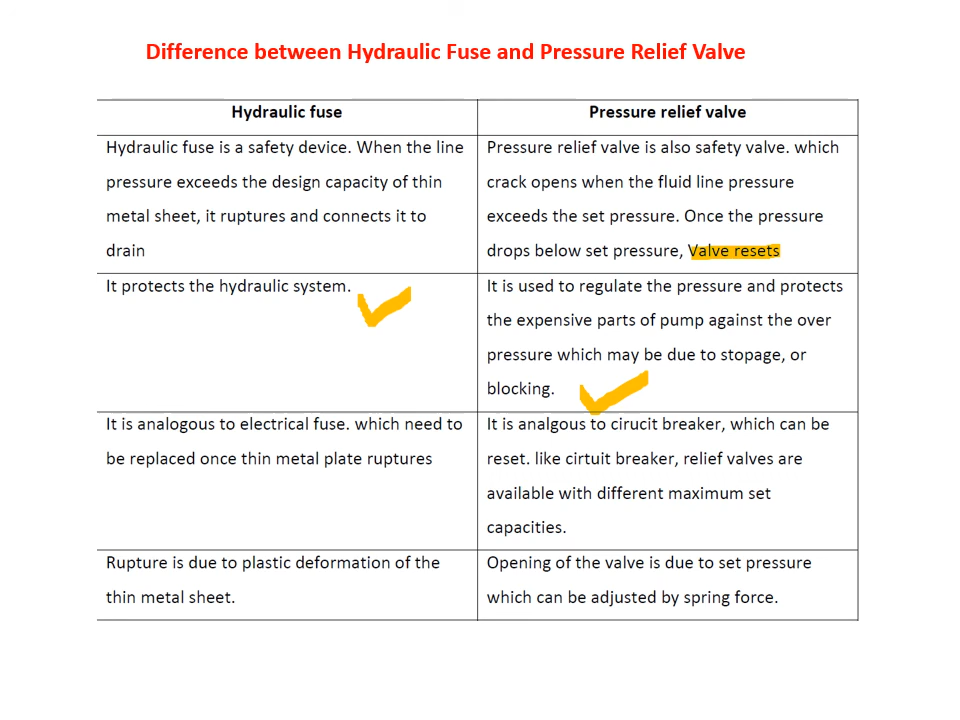 Difference between Hydraulic Fuse and Pressure Relief Valve
Hydraulic fuse
Pressure relief valve
Hydraulic fuse is a safety device. When the line
pressure exceeds the design capacity of thin
metal sheet, it ruptures and connects it to
drain
Pressure relief valve is also safety valve. which
crack opens when the fluid line pressure
exceeds the set pressure. Once the pressure
drops below set pressure, Valve resets
It protects the hydraulic system.
It is used to regulate the pressure and protects
the expensive parts of pump against the over
pressure which may be due to stopage, or
blocking.
It is analogous to electrical fuse. which need to
be replaced once thin metal plate ruptures
It is analgous to cirucit breaker, which can be
reset. like cirtuit breaker, relief valves are
available with different maximum set
capacities.
Rupture is due to plastic deformation of the
thin metal sheet.
Opening of the valve is due to set pressure
which can be adjusted by spring force.